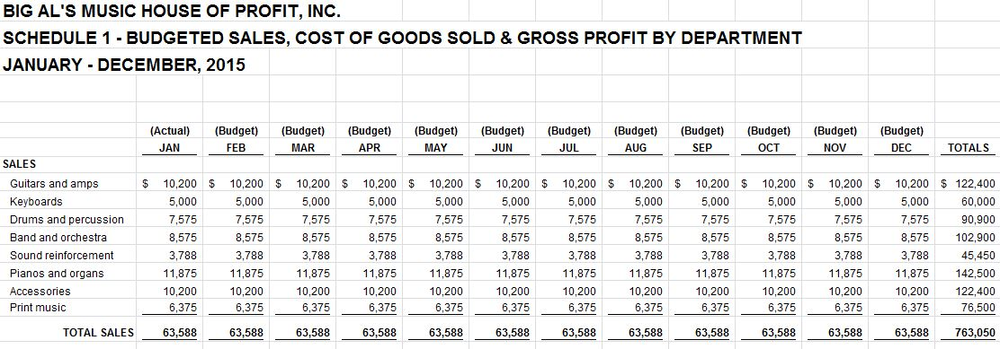 BIG AL'S MUSIC HOUSE OF PROFIT, INC.
SCHEDULE 1 - BUDGETED SALES, COST OF GOODS SOLD & GROSS PROFIT BY DEPARTMENT
JANUARY - DECEMBER, 2015
(Actual) (Budget) (Budget) (Budget) (Budget) (Budget) (Budget) (Budget) (Budget) (Budget) (Budget) (Budget)
JAN FEB MAR APR MAY JUN JUL AUG SEP OCT NOV DEC TOTALS
SALES
Guitars and amps $ 10,200 $ 10,200 $ 10,200 $ 10,200 $ 10,200 $ 10,200 $ 10,200 $ 10,200 $ 10,200 $ 10,200 $ 10,200 $ 10,200 $ 122,400
Keyboards 5,000 5,000 5,000 5,000 5,000 5,000 5,000 5,000 5,000 5,000 5,000 5,000 60,000
Drums and percussion 7,575 7,575 7,575 7,575 7,575 7,575 7,575 7,575 7,575 7,575 7,575 7,575 90,900
Band and orchestra 8,575 8,575 8,575 8,575 8,575 8,575 8,575 8,575 8,575 8,575 8,575 8,575 102,900
Sound reinforcement 3,788 3,788 3,788 3,788 3,788 3,788 3,788 3,788 3,788 3,788 3,788 3,788 45,450
Pianos and organs 11,875 11,875 11,875 11,875 11,875 11,875 11,875 11,875 11,875 11,875 11,875 11,875 142,500
Accessories 10,200 10,200 10,200 10,200 10,200 10,200 10,200 10,200 10,200 10,200 10,200 10,200 122,400
Print music 6,375 6,375 6,375 6,375 6,375 6,375 6,375 6,375 6,375 6,375 6,375 6,375 76,500
TOTAL SALES 63,588 63,588 63,588 63,588 63,588 63,588 63,588 63,588 63,588 63,588 63,588 63,588 763,050